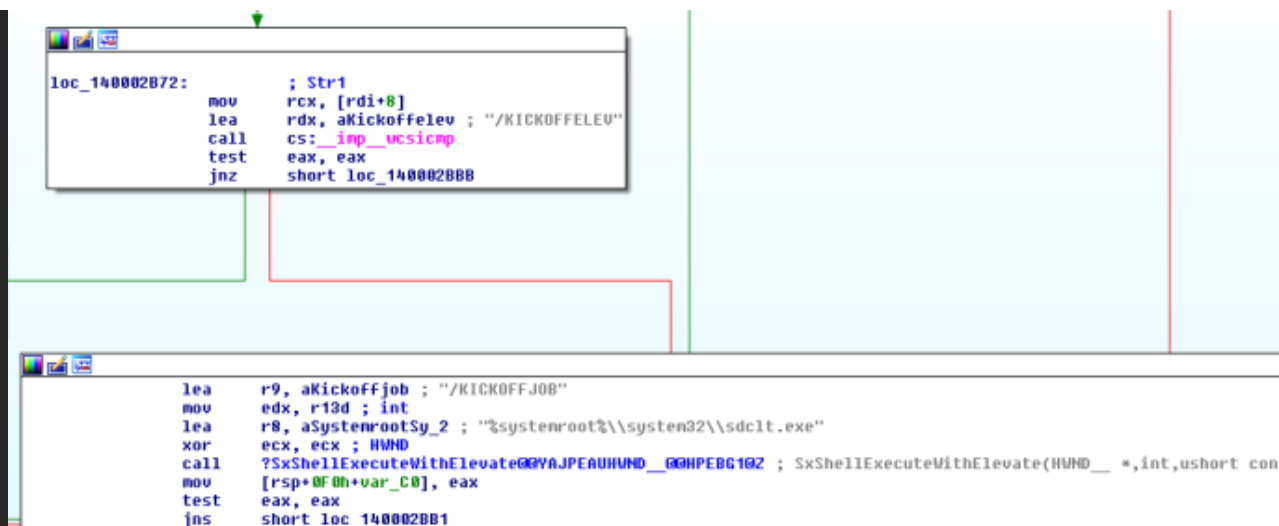 loc_140002B72: ; Str1
mov rcx, [rdi+8]
lea rdx, aKickoffelev ; "/KICKOFFELEV"
call cs:__imp__wcsicmp
test eax, eax
jnz short loc_140002BBB
lea r9, aKickoffjob ; "/KICKOFFJOB"
mov edx, r13d ; int
lea r8, aSystemrootSy_2 ; "%systemroot%\\system32\\sdclt.exe"
xor ecx, ecx ; HWND
call ?SxShellExecuteWithElevate@@YAJPEAUHWND__@@HPEBG1@Z ; SxShellExecuteWithElevate(HWND__ *,int,ushort con
mov [rsp+0F0h+var_C0], eax
test eax, eax
jns short loc_140002BB1